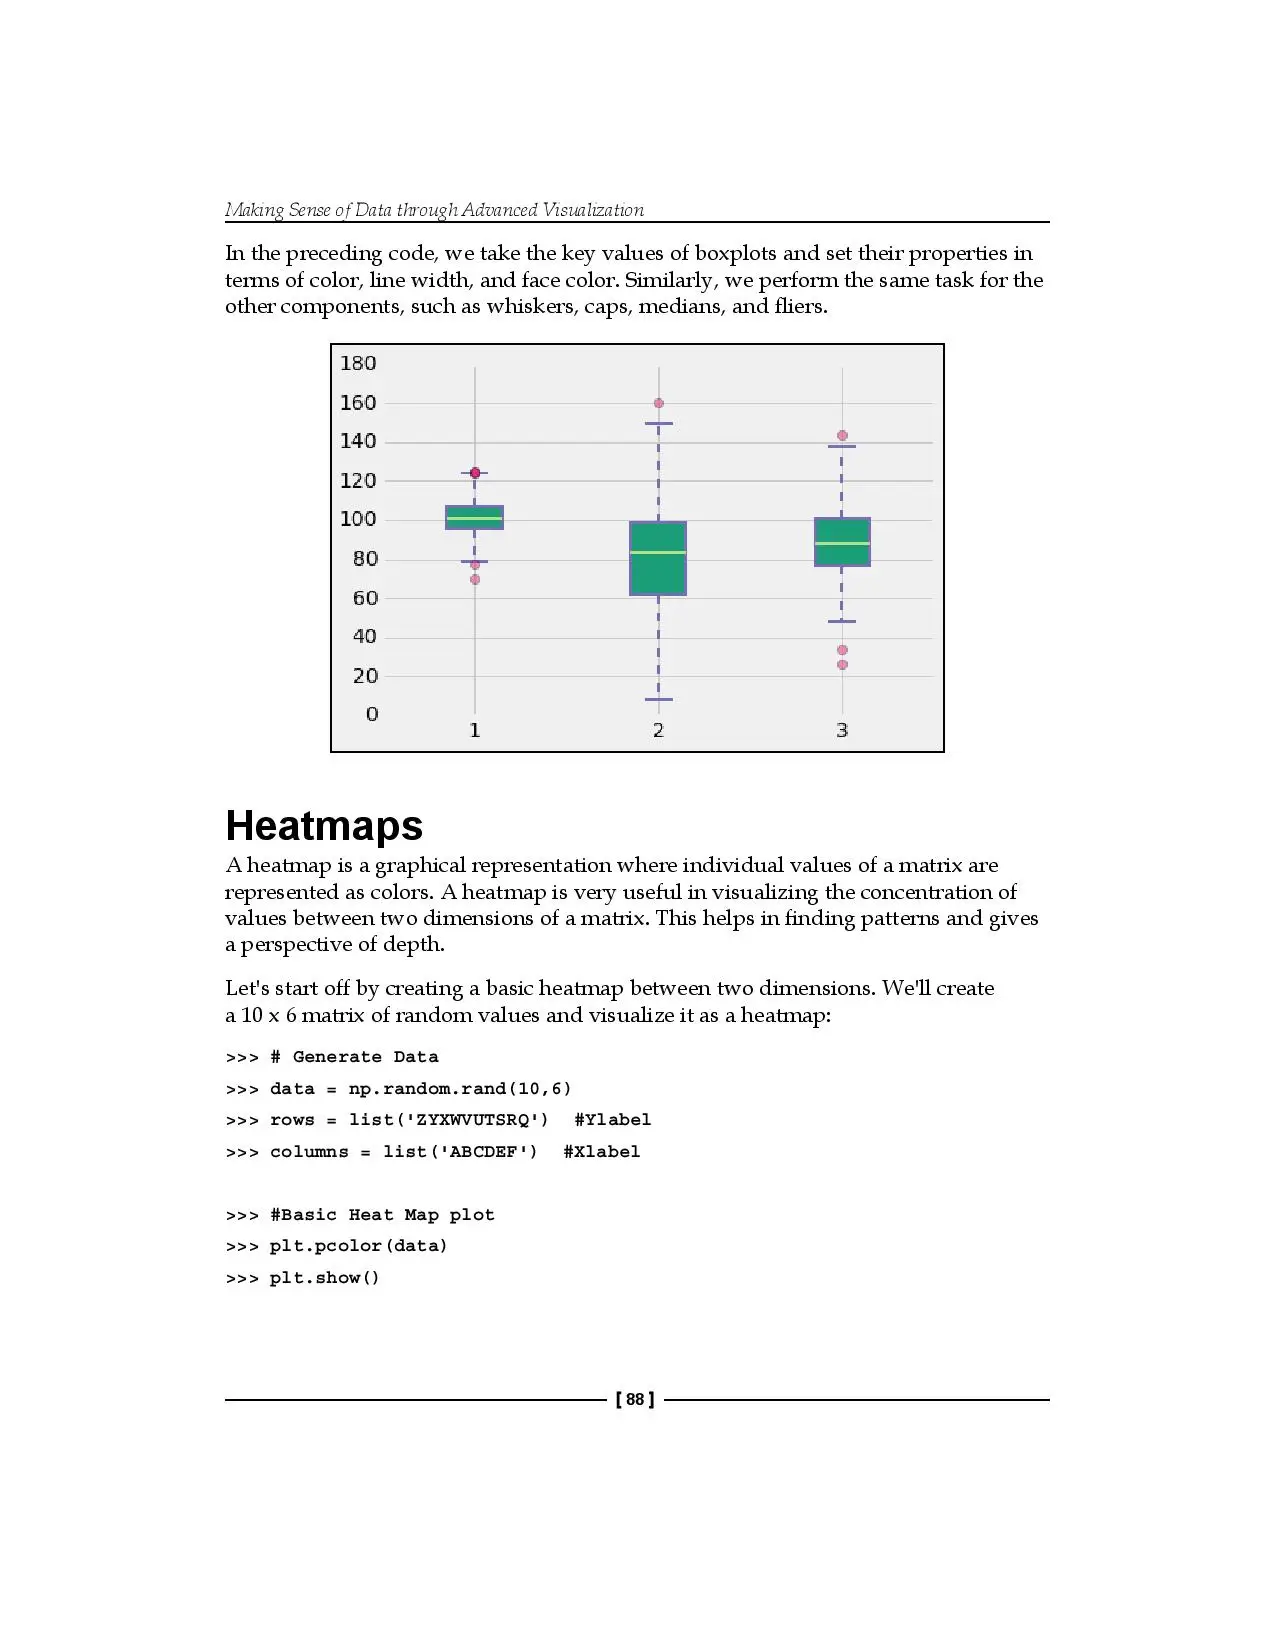 Making Sense of Data through Advanced Visualization
In the preceding code, we take the key values of boxplots and set their properties in
terms of color, line width, and face color. Similarly, we perform the same task for the
other components, such as whiskers, caps, medians, and fliers.
180
160
140
120
100
80
60
40
20
0
1 2 3
Heatmaps
A heatmap is a graphical representation where individual values of a matrix are
represented as colors. A heatmap is very useful in visualizing the concentration of
values between two dimensions of a matrix. This helps in finding patterns and gives
a perspective of depth.
Let's start off by creating a basic heatmap between two dimensions. We'll create
a 10 x 6 matrix of random values and visualize it as a heatmap:
>>> # Generate Data
>>> data = np.random.rand(10,6)
>>> rows = list('ZYXWVUTSRQ')  #Ylabel
>>> columns = list('ABCDEF')  #Xlabel
>>> #Basic Heat Map plot
>>> plt.pcolor(data)
>>> plt.show()
[ 88 ]